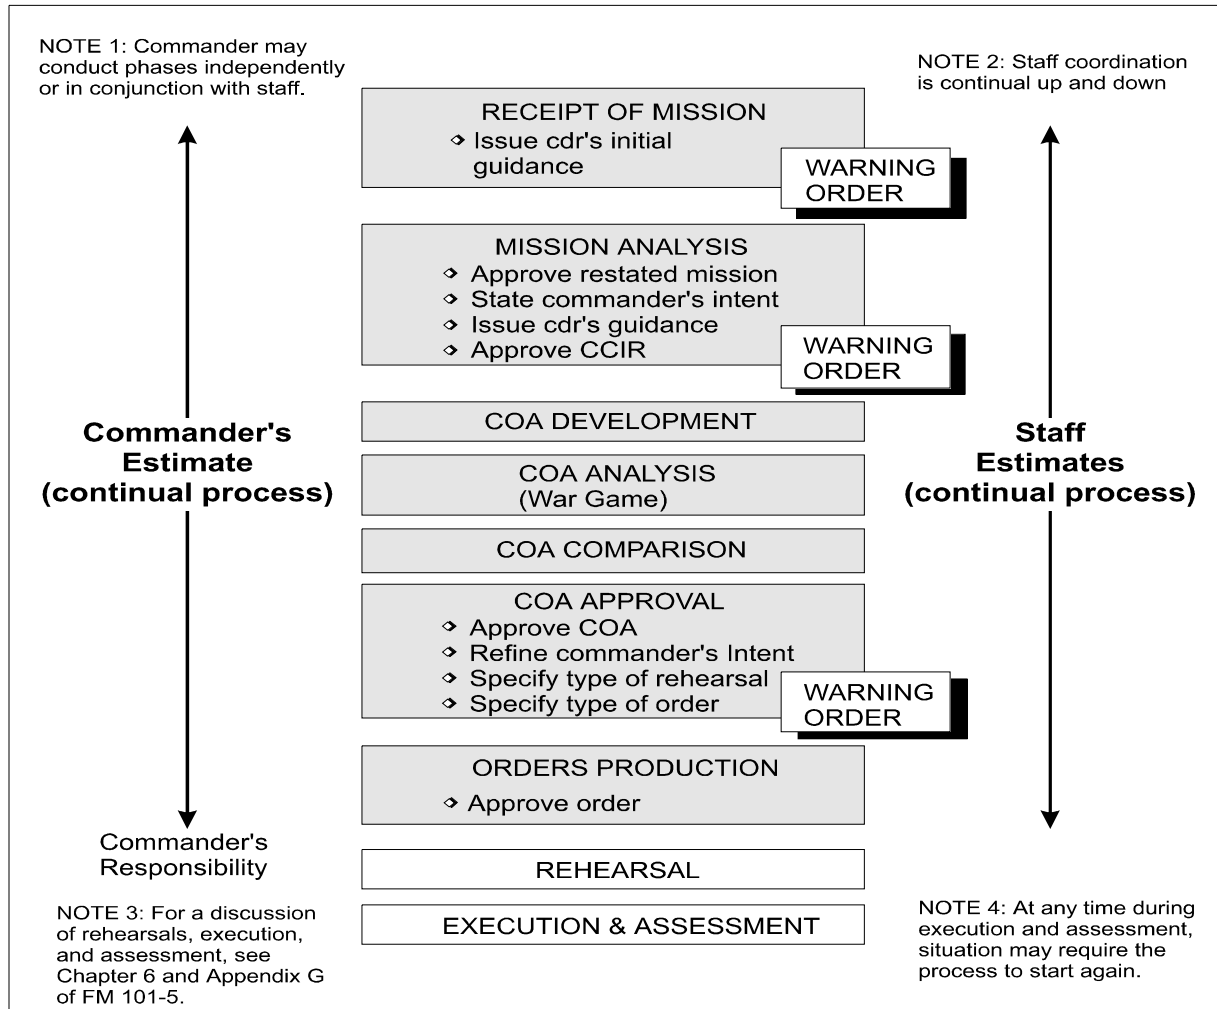 NOTE 1: Commander may
conduct phases independently
or in conjunction with staff.
NOTE 2: Staff coordination
is continual up and down
RECEIPT OF MISSION
Issue cdr's initial
guidance
WARNING
ORDER
MISSION ANALYSIS
Approve restated mission
State commander's intent
Issue cdr's guidance
Approve CCIR
WARNING
ORDER
Commander's
Estimate
(continual process)
COA DEVELOPMENT
COA ANALYSIS
(War Game)
COA COMPARISON
Staff
Estimates
(continual process)
COA APPROVAL
Approve COA
Refine commander's Intent
Specify type of rehearsal
Specify type of order
WARNING
ORDER
ORDERS PRODUCTION
Approve order
Commander's
Responsibility
REHEARSAL
EXECUTION & ASSESSMENT
NOTE 3: For a discussion
of rehearsals, execution,
and assessment, see
Chapter 6 and Appendix G
of FM 101-5.
NOTE 4: At any time during
execution and assessment,
situation may require the
process to start again.